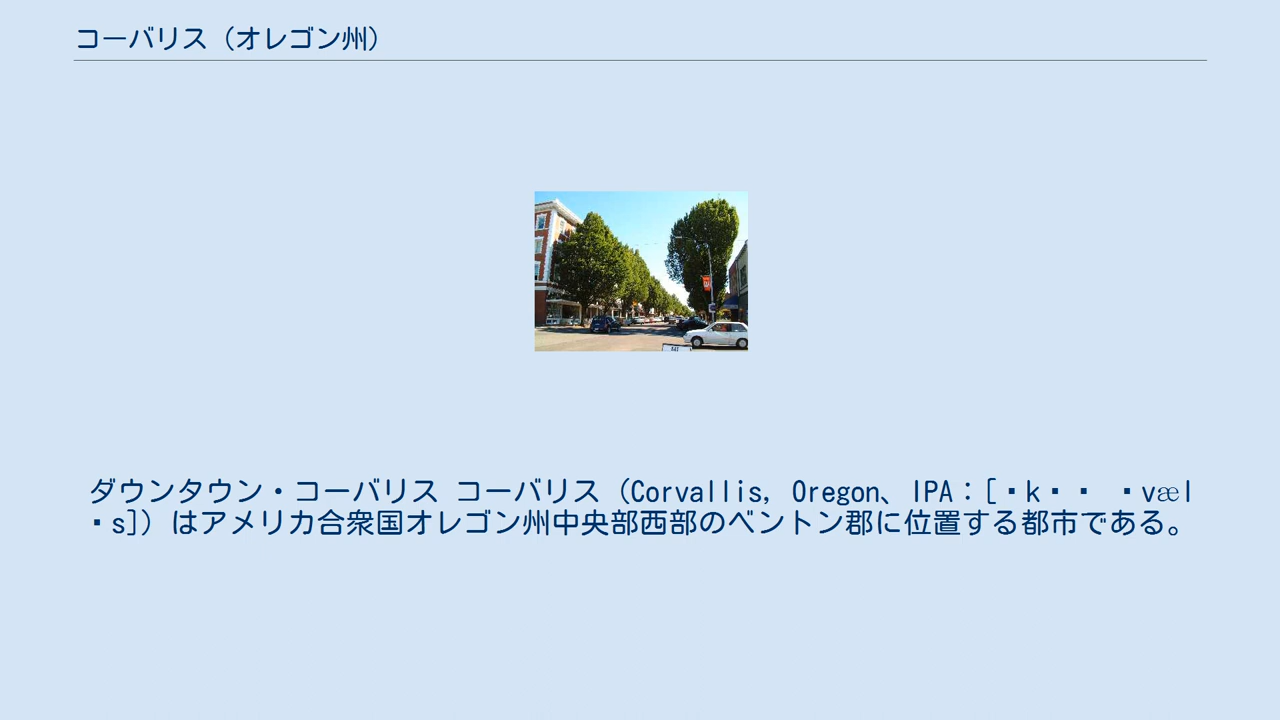 コーバリス（オレゴン州）
ダウンタウン・コーバリス コーバリス（Corvallis, Oregon、IPA：[▪k▪▪ ▪væl
▪s]）はアメリカ合衆国オレゴン州中央部西部のベントン郡に位置する都市である。